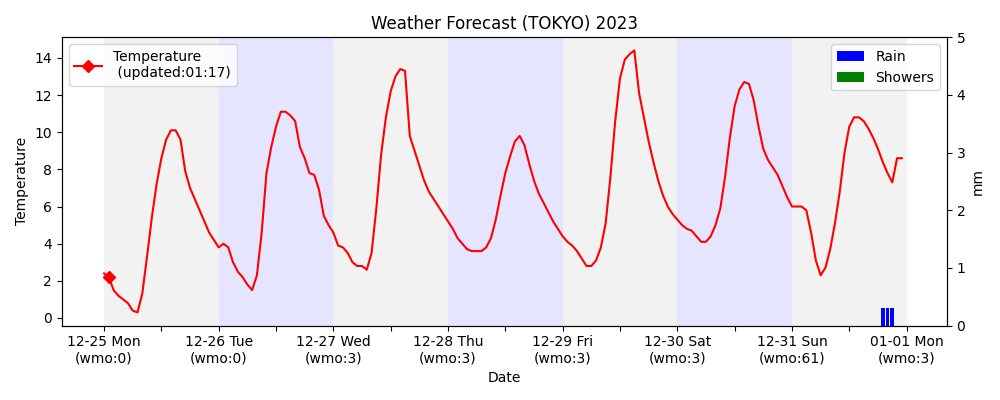 Weather Forecast (TOKYO) 2023
Temperature
(updated:01:17)
Rain
Showers
14
12
10
8
6
4
2
0
Temperature
5
4
3
2
1
0
mm
12-25 Mon
(wmo:0)
12-26 Tue
(wmo:0)
12-27 Wed
(wmo:3)
12-28 Thu
(wmo:3)
12-29 Fri
(wmo:3)
12-30 Sat
(wmo:3)
12-31 Sun
(wmo:61)
01-01 Mon
(wmo:3)
Date